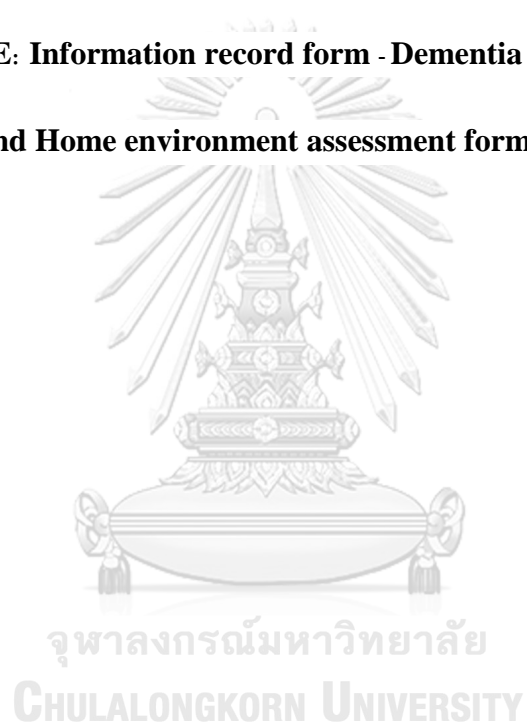 E: Information record form - Dementia
nd Home environment assessment form
จุฬาลงกรณ์มหาวิทยาลัย
CHULALONGKORN UNIVERSITY